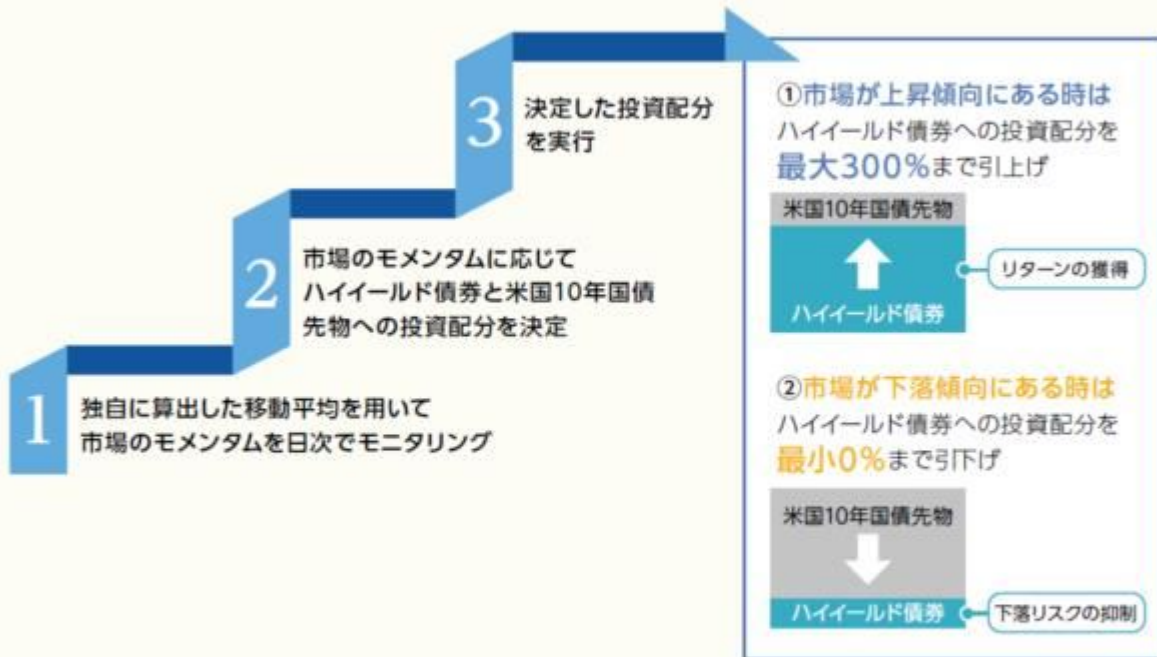 1
独自に算出した移動平均を用いて
市場のモメンタムを日次でモニタリング
2
市場のモメンタムに応じて
ハイイールド債券と米国10年国債
先物への投資配分を決定
3
決定した投資配分
を実行
①市場が上昇傾向にある時は
ハイイールド債券への投資配分を
最大300%まで引上げ
米国10年国債先物
リターンの獲得
ハイイールド債券
②市場が下落傾向にある時は
ハイイールド債券への投資配分を
最小0%まで引下げ
米国10年国債先物
ハイイールド債券
下落リスクの抑制